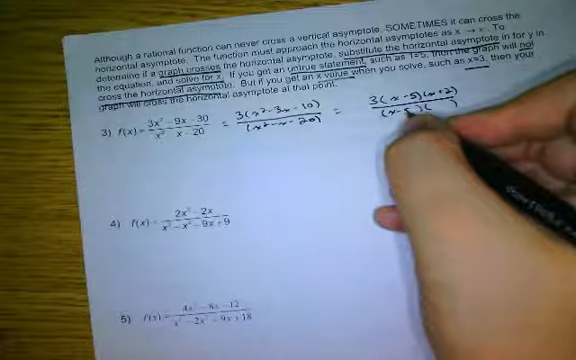 Although a rational function can never cross a vertical asymptote, SOMETIMES it can cross the
horizontal asymptote. The function must approach the horizontal asymptotes as x → ∞. To
determine if a graph crosses the horizontal asymptote, substitute the horizontal asymptote in for y in
the equation, and solve for x. If you get an untrue statement, such as 1=5, then the graph will not
cross the horizontal asymptote. But if you get an x value when you solve, such as x=3, then your
graph will cross the horizontal asymptote at that point.
3) f(x) = (3x² - 9x - 30)/(x² - x - 20) = 3(x²-3x-10)/(x²-x-20) = 3(x-5)(x+2)/(x-5)( )
4) f(x) = (2x² - 2x)/(x³ - x² - 9x + 9)
5) f(x) = (4x² - 8x - 12)/(x³ - 2x² - 9x + 18)